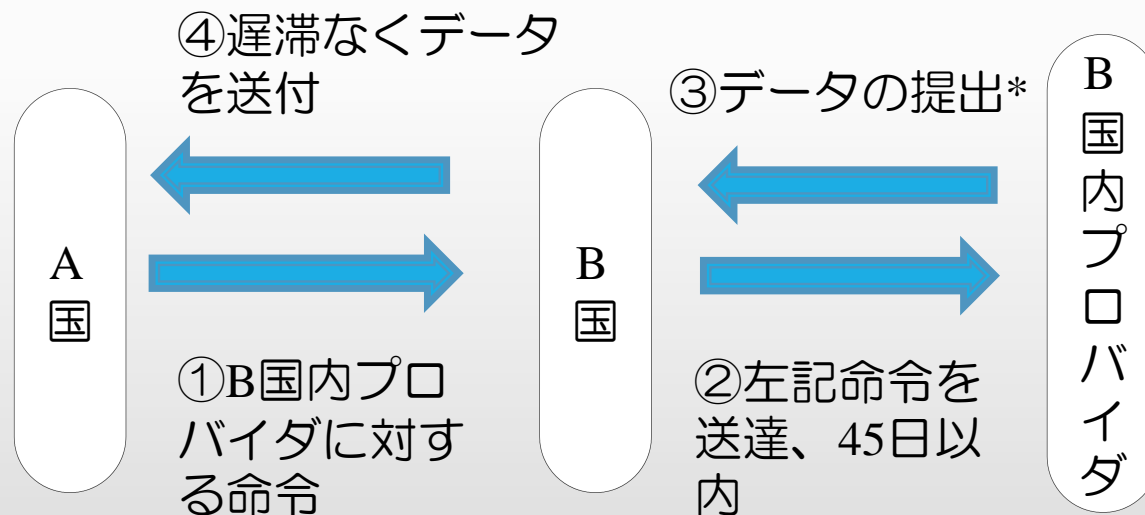 ④遅滞なくデータ
を送付
③データの提出*
A
国
B
国
B
国
内
プ
ロ
バ
イ
ダ
①B国内プロ
バイダに対す
る命令
②左記命令を
送達、45日以
内